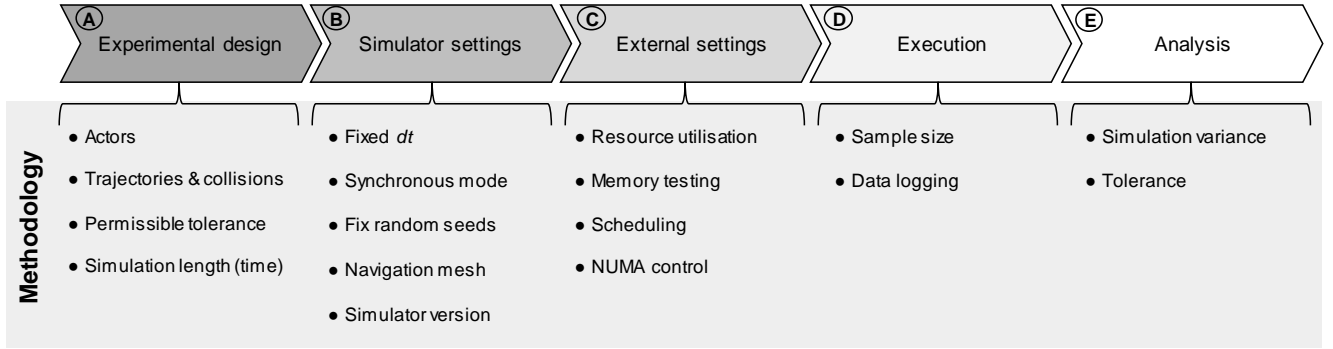 A
Experimental design
B
Simulator settings
C
External settings
D
Execution
E
Analysis
Methodology
● Actors
● Trajectories & collisions
● Permissible tolerance
● Simulation length (time)
● Fixed dt
● Synchronous mode
● Fix random seeds
● Navigation mesh
● Simulator version
● Resource utilisation
● Memory testing
● Scheduling
● NUMA control
● Sample size
● Data logging
● Simulation variance
● Tolerance